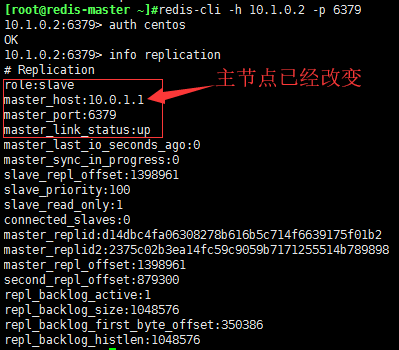 [root@redis-master ~]#redis-cli -h 10.1.0.2 -p 6379
10.1.0.2:6379> auth centos
OK
10.1.0.2:6379> info replication
# Replication
role:slave
master_host:10.0.1.1
主节点已经改变
master_port:6379
master_link_status:up
master_last_io_seconds_ago:0
master_sync_in_progress:0
slave_repl_offset:1398961
slave_priority:100
slave_read_only:1
connected_slaves:0
master_replid:d14dbc4fa06308278b616b5c714f6639175f01b2
master_replid2:2375c02b3ea14fc59c9059b7171255514b789898
master_repl_offset:1398961
second_repl_offset:879300
repl_backlog_active:1
repl_backlog_size:1048576
repl_backlog_first_byte_offset:350386
repl_backlog_histlen:1048576